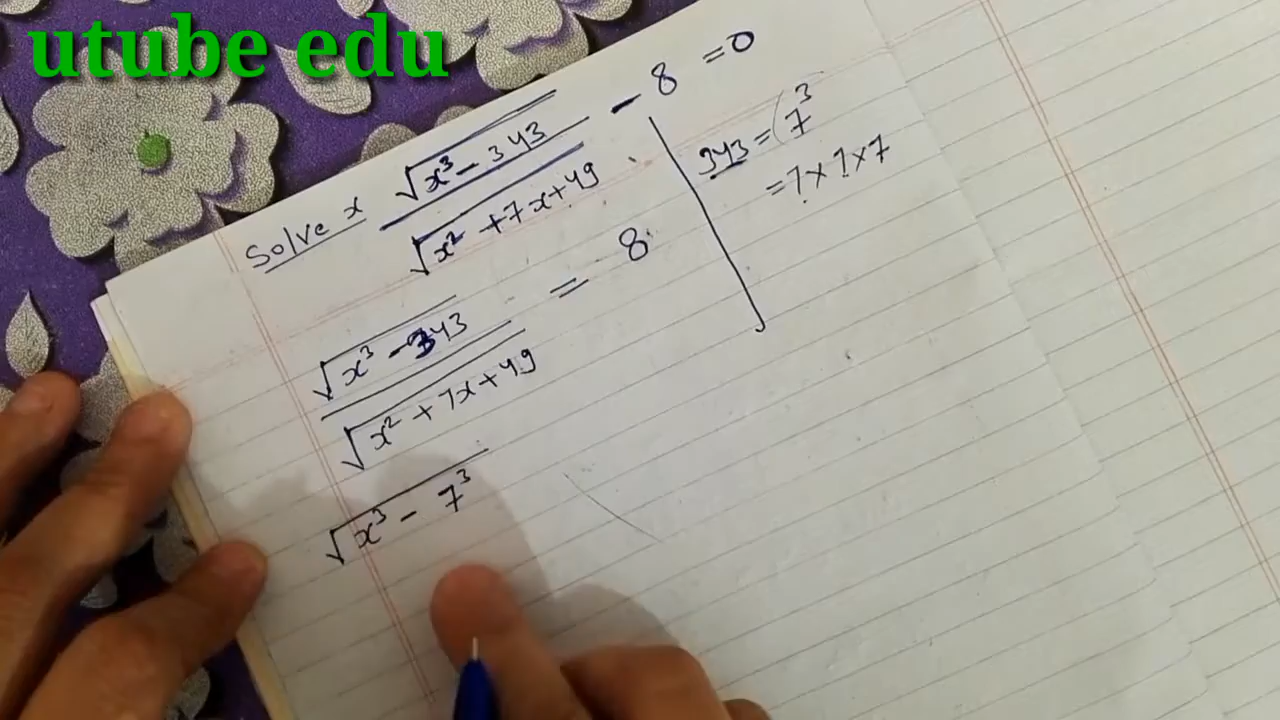 utube edu
Solve x √(x³ - 343) / √(x² + 7x + 49) - 8 = 0
343 = (7³
= 7 x 7 x 7
√(x³ - 343) / √(x² + 7x + 49) = 8
√(x³ - 7³)